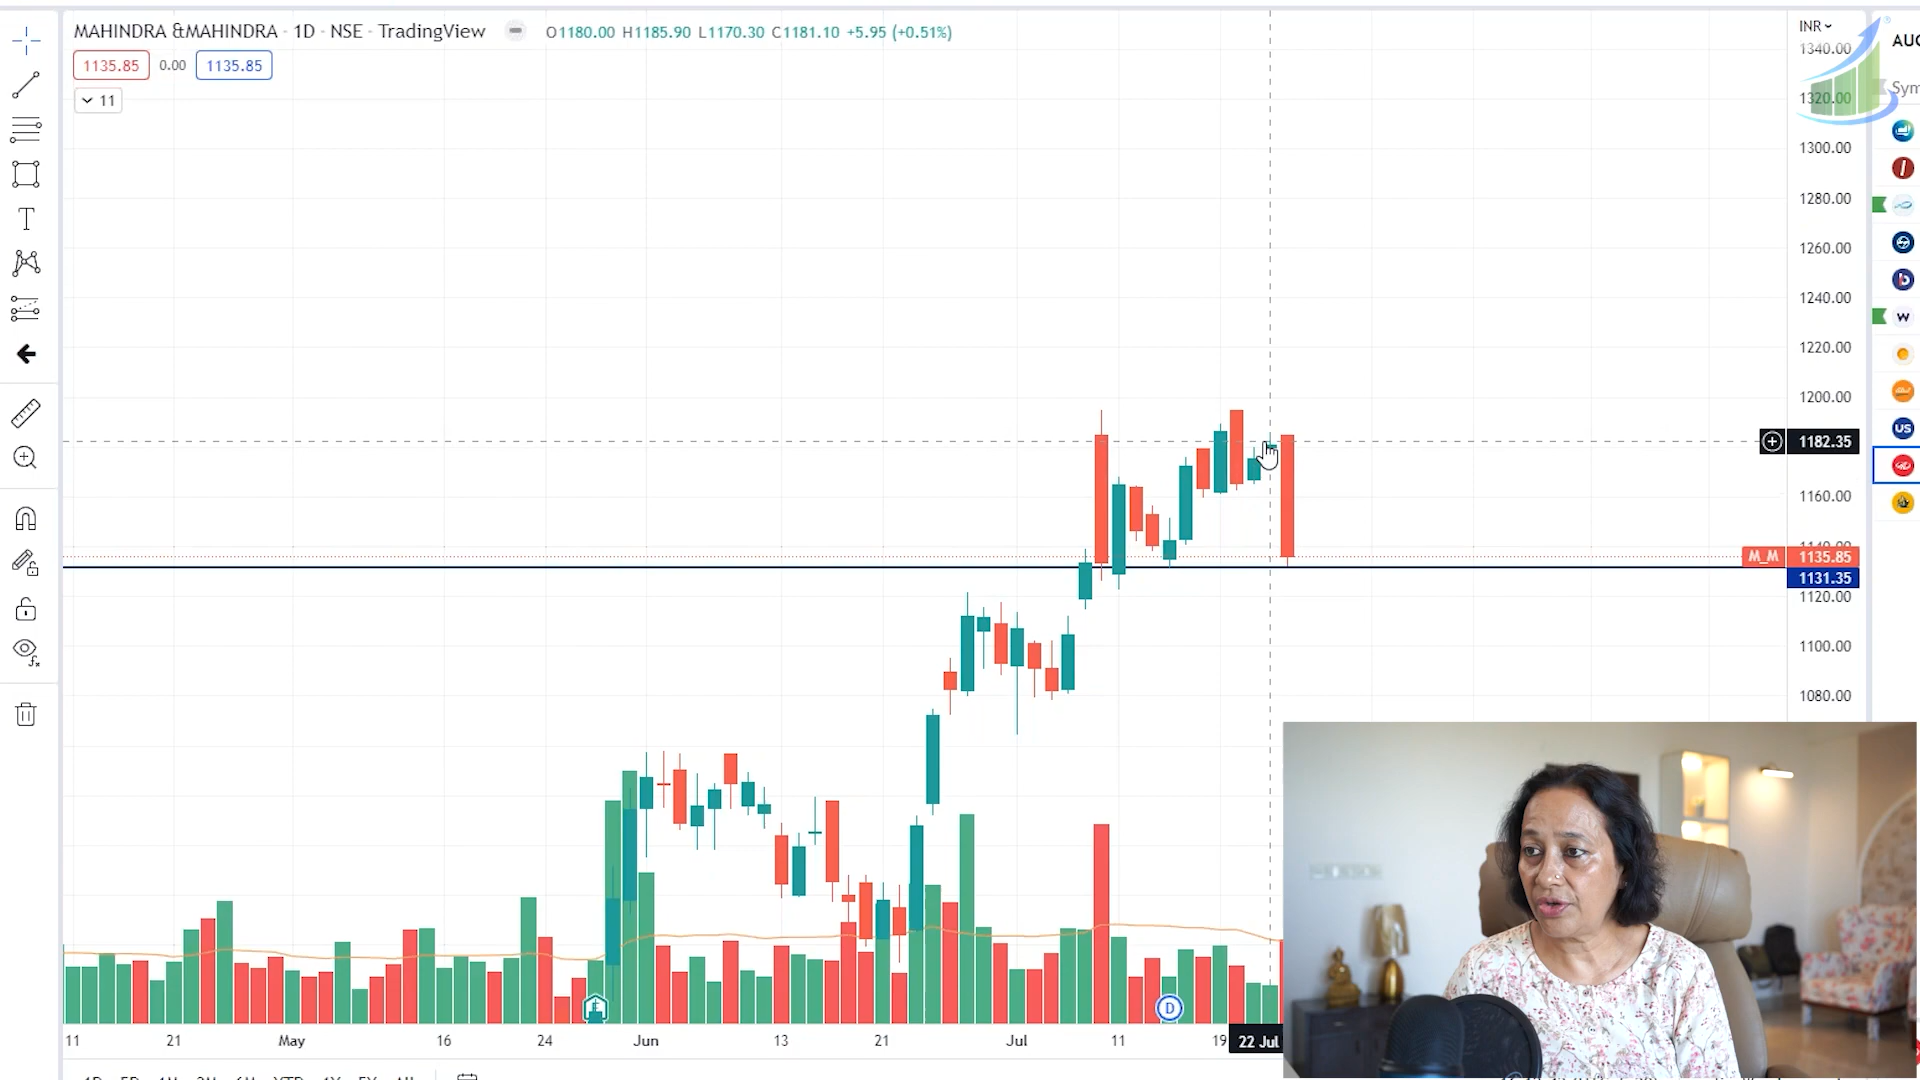 MAHINDRA &MAHINDRA · 1D · NSE · TradingView
O1180.00 H1185.90 L1170.30 C1181.10 +5.95 (+0.51%)
INR
AUG
1135.85 0.00 1135.85
11
1340.00
1320.00
Sym
1300.00
1280.00
1260.00
1240.00
1220.00
1200.00
1182.35
1160.00
1140.00
M_M 1135.85
1131.35
1120.00
1100.00
1080.00
T
W
US
E
D
11 21 May 16 24 Jun 13 21 Jul 11 19 22 Jul